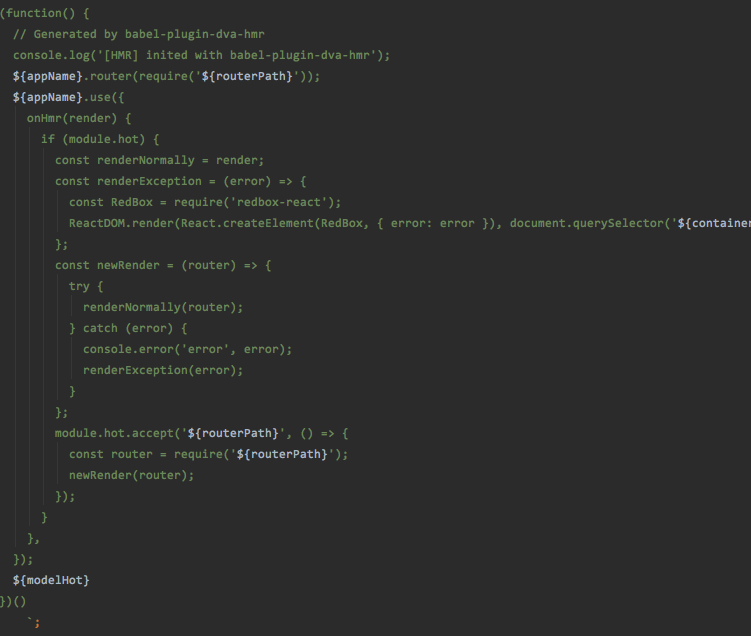 (function() {
  // Generated by babel-plugin-dva-hmr
  console.log('[HMR] inited with babel-plugin-dva-hmr');
  ${appName}.router(require('${routerPath}'));
  ${appName}.use({
    onHmr(render) {
      if (module.hot) {
        const renderNormally = render;
        const renderException = (error) => {
          const RedBox = require('redbox-react');
          ReactDOM.render(React.createElement(RedBox, { error: error }), document.querySelector('${container
        };
        const newRender = (router) => {
          try {
            renderNormally(router);
          } catch (error) {
            console.error('error', error);
            renderException(error);
          }
        };
        module.hot.accept('${routerPath}', () => {
          const router = require('${routerPath}');
          newRender(router);
        });
      }
    },
  });
  ${modelHot}
})()
    `;